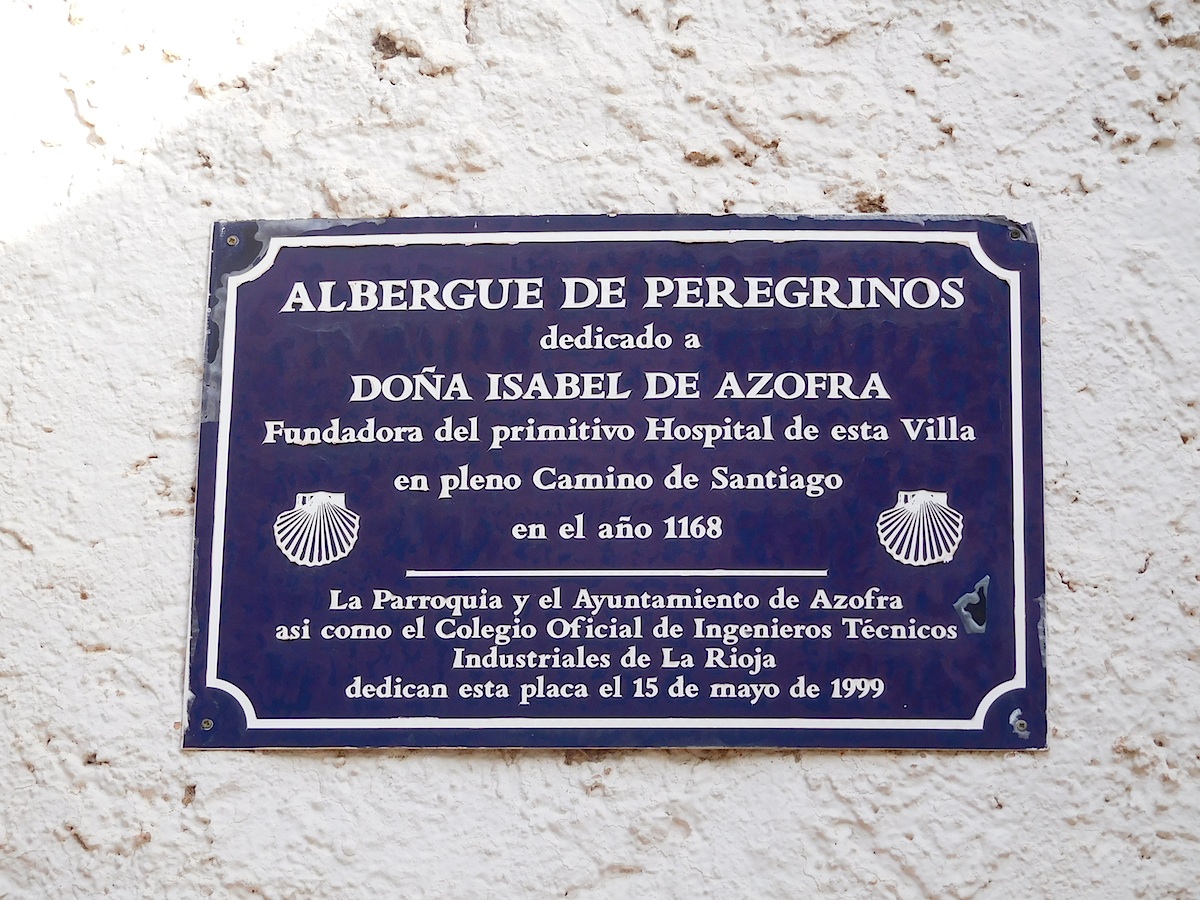 ALBERGUE DE PEREGRINOS
dedicado a
DOÑA ISABEL DE AZOFRA
Fundadora del primitivo Hospital de esta Villa
en pleno Camino de Santiago
en el año 1168
La Parroquia y el Ayuntamiento de Azofra
asi como el Colegio Oficial de Ingenieros Técnicos
Industriales de La Rioja
dedican esta placa el 15 de mayo de 1999